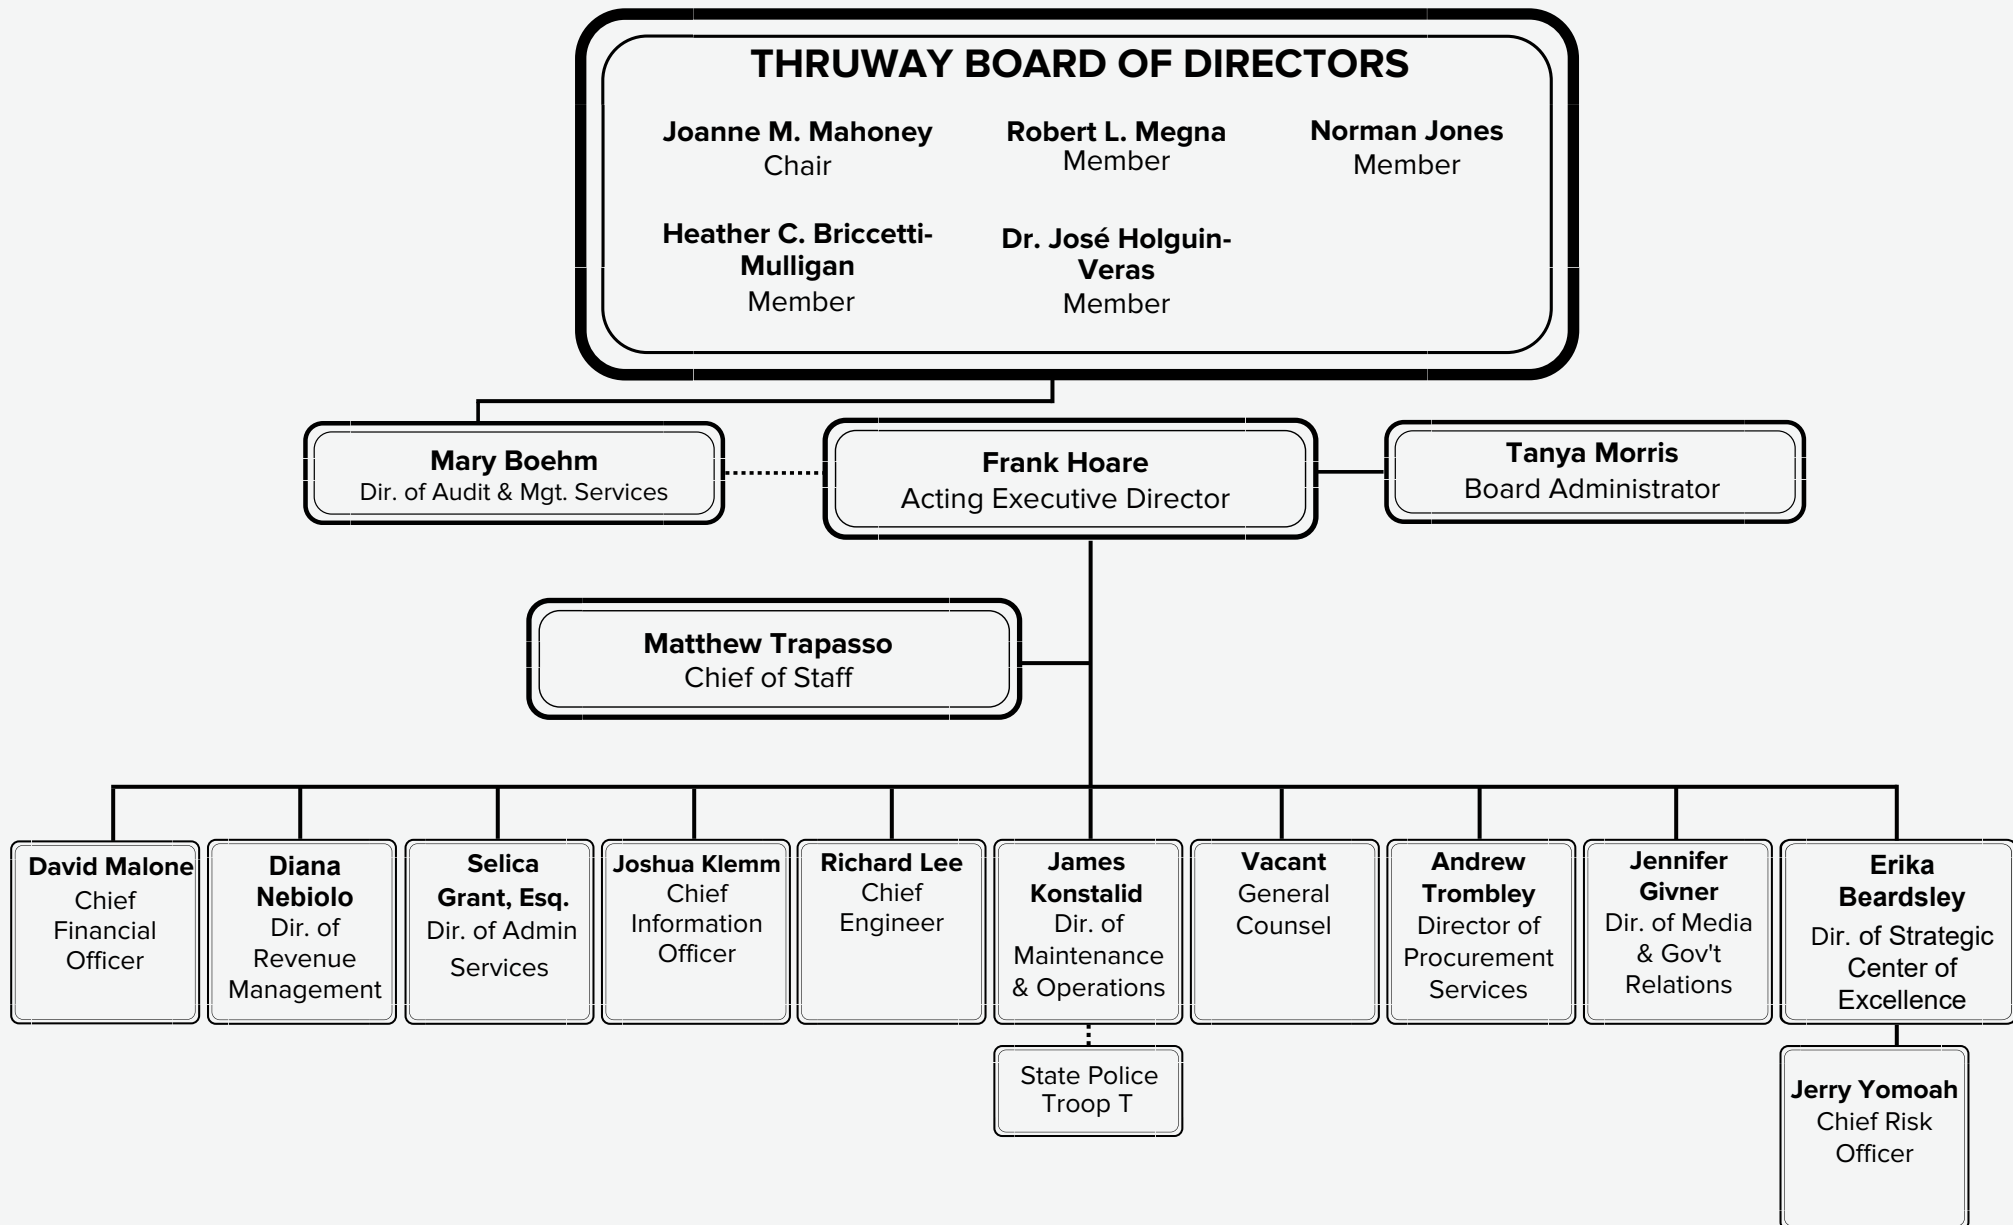 THRUWAY BOARD OF DIRECTORS
Joanne M. Mahoney
Chair
Robert L. Megna
Member
Norman Jones
Member
Heather C. Briccetti-
Mulligan
Member
Dr. José Holguin-
Veras
Member
Mary Boehm
Dir. of Audit & Mgt. Services
Frank Hoare
Acting Executive Director
Tanya Morris
Board Administrator
Matthew Trapasso
Chief of Staff
David Malone
Chief
Financial
Officer
Diana
Nebiolo
Dir. of
Revenue
Management
Selica
Grant, Esq.
Dir. of Admin
Services
Joshua Klemm
Chief
Information
Officer
Richard Lee
Chief
Engineer
James
Konstalid
Dir. of
Maintenance
& Operations
Vacant
General
Counsel
Andrew
Trombley
Director of
Procurement
Services
Jennifer
Givner
Dir. of Media
& Gov't
Relations
Erika
Beardsley
Dir. of Strategic
Center of
Excellence
State Police
Troop T
Jerry Yomoah
Chief Risk
Officer